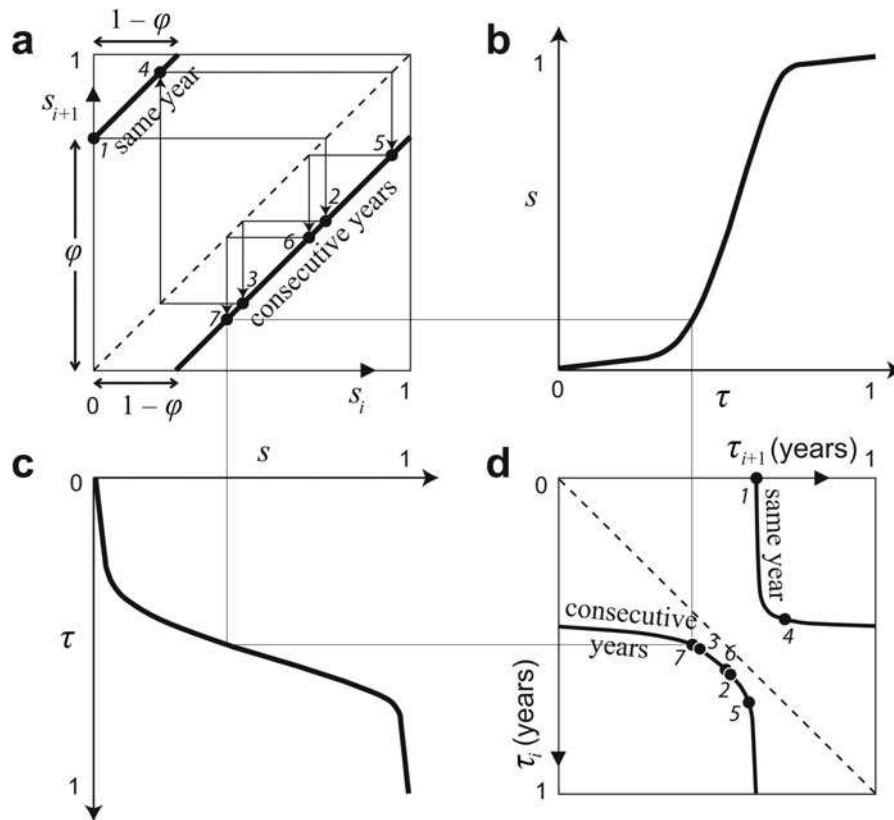 a
1 – φ
1
s_{i+1}
4
same year
1
5
2
6
consecutive years
3
7
φ
0
1 – φ
s_i
1
b
1
s
0
τ
1
c
s
1
0
τ
1
d
τ_{i+1} (years)
1
0
1
same year
4
consecutive
years
7
3
6
2
5
τ_i (years)
1